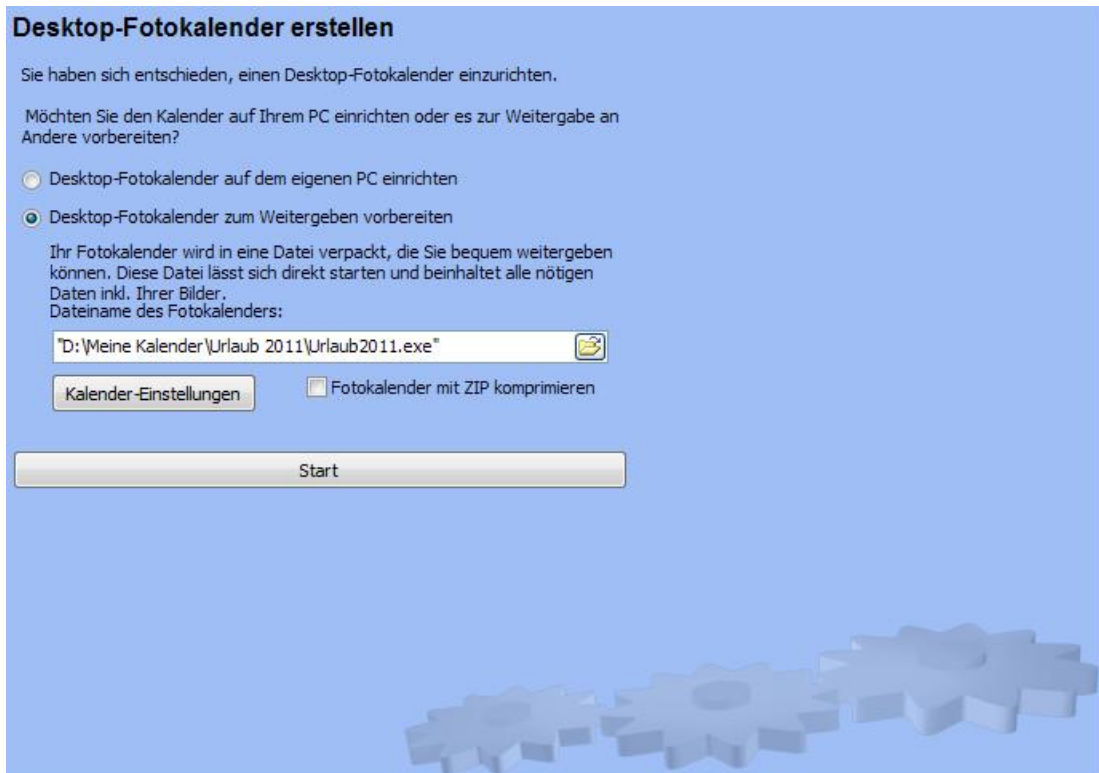 Desktop-Fotokalender erstellen
Sie haben sich entschieden, einen Desktop-Fotokalender einzurichten.
Möchten Sie den Kalender auf Ihrem PC einrichten oder es zur Weitergabe an
Andere vorbereiten?
Desktop-Fotokalender auf dem eigenen PC einrichten
Desktop-Fotokalender zum Weitergeben vorbereiten
Ihr Fotokalender wird in eine Datei verpackt, die Sie bequem weitergeben
können. Diese Datei lässt sich direkt starten und beinhaltet alle nötigen
Daten inkl. Ihrer Bilder.
Dateiname des Fotokalenders:
"D:\Meine Kalender\Urlaub 2011\Urlaub2011.exe"
Kalender-Einstellungen
Fotokalender mit ZIP komprimieren
Start